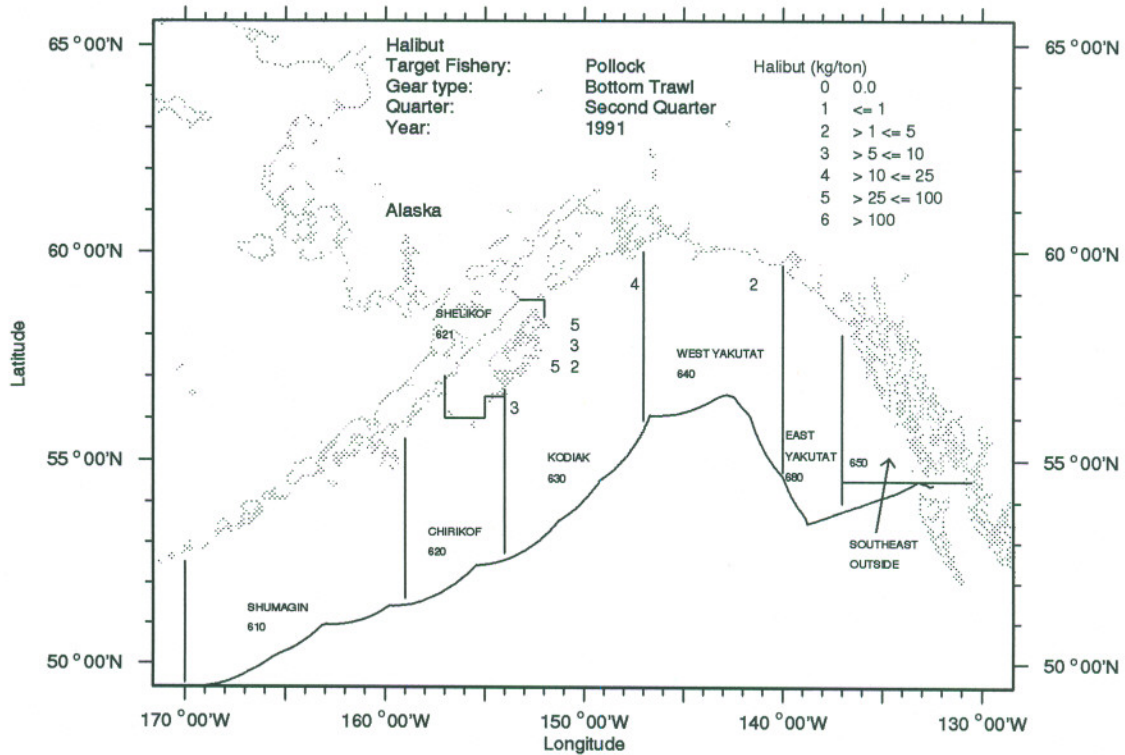 Halibut
Target Fishery: Pollock
Gear type: Bottom Trawl
Quarter: Second Quarter
Year: 1991
Halibut (kg/ton)
0 0.0
1 <= 1
2 > 1 <= 5
3 > 5 <= 10
4 > 10 <= 25
5 > 25 <= 100
6 > 100
65 °00'N
65 °00'N
Alaska
60 °00'N
60 °00'N
4
2
SHELIKOF
621
5
3
5 2
3
WEST YAKUTAT
640
Latitude
55 °00'N
55 °00'N
KODIAK
630
EAST
YAKUTAT
680
650
CHIRIKOF
620
SOUTHEAST
OUTSIDE
SHUMAGIN
610
50 °00'N
50 °00'N
170 °00'W
160 °00'W
150 °00'W
140 °00'W
130 °00'W
Longitude